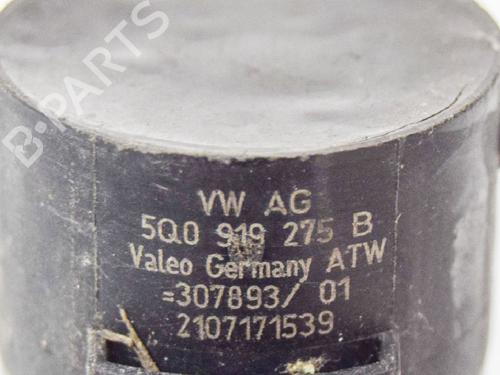 B-PARTS
VW AG
5Q0 919 275 B
Valeo Germany ATW
=307893/ 01
2107171539